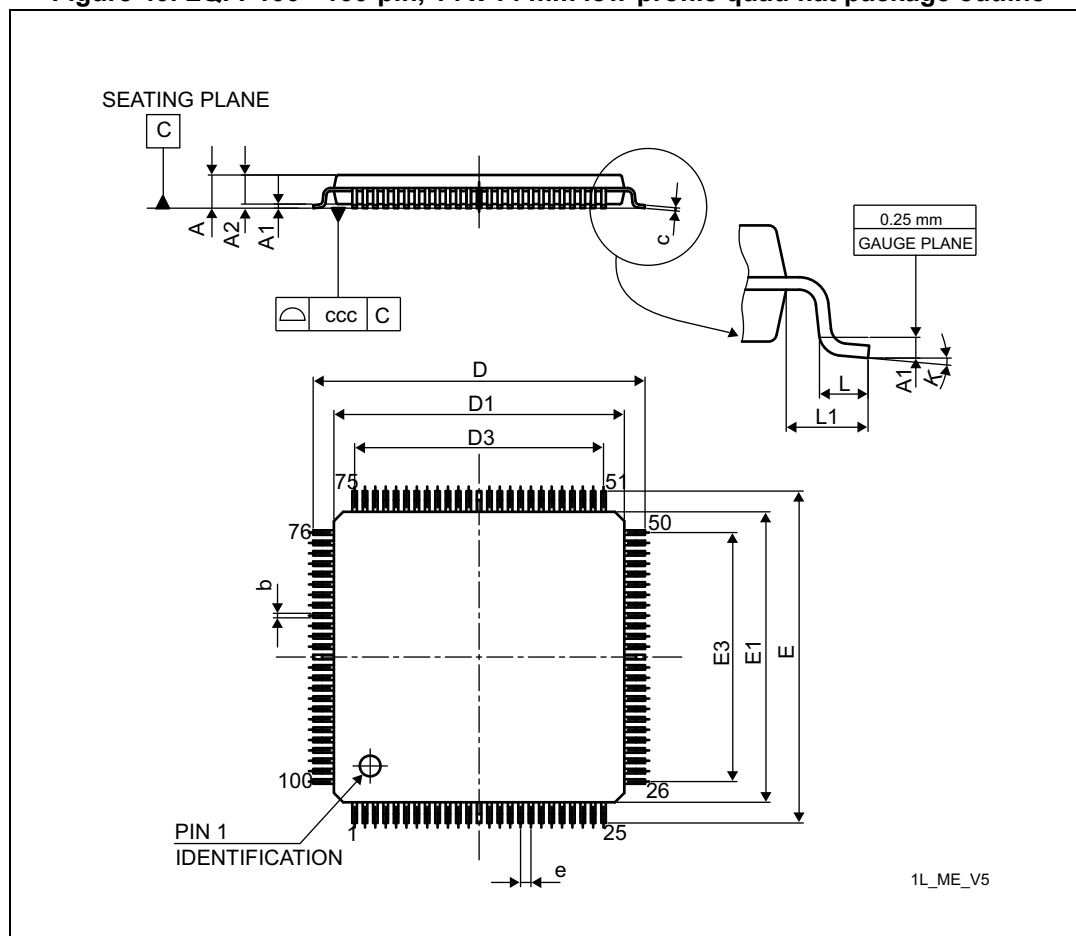 SEATING PLANE
C
A
A2
A1
c
ccc C
0.25 mm
GAUGE PLANE
A1
K
L
L1
D
D1
D3
75
51
76
50
b
E3
E1
E
100
26
PIN 1
IDENTIFICATION
1
25
e
1L_ME_V5